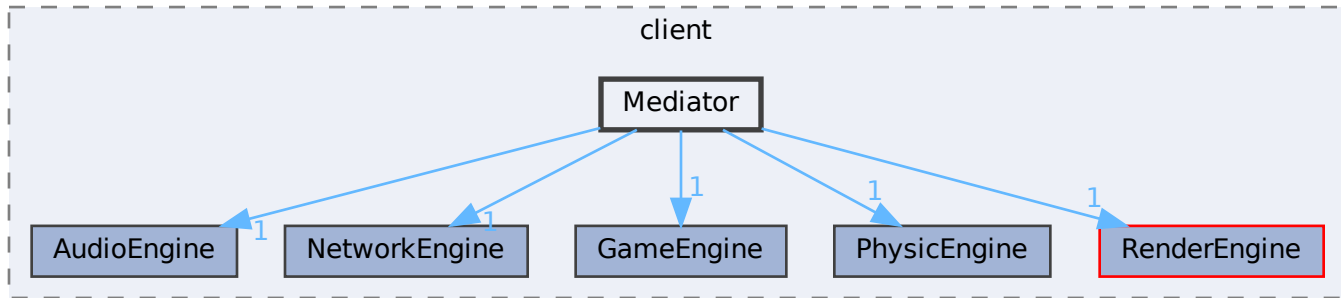 client
Mediator
1
1
1
1
1
AudioEngine
NetworkEngine
GameEngine
PhysicEngine
RenderEngine